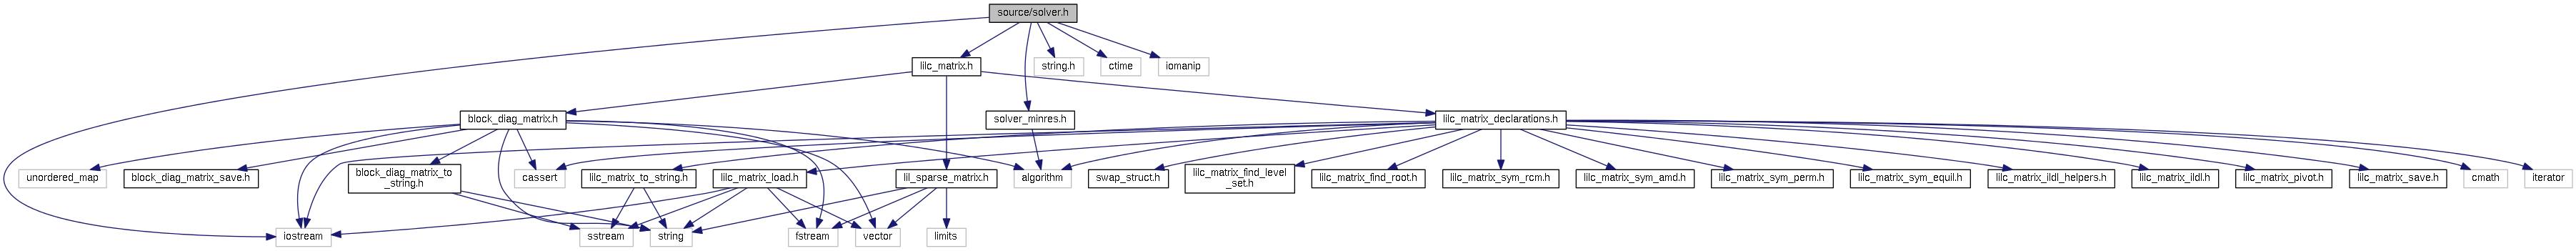 source/solver.h
lilc_matrix.h
string.h
ctime
iomanip
block_diag_matrix.h
solver_minres.h
lilc_matrix_declarations.h
unordered_map
block_diag_matrix_save.h
block_diag_matrix_to
_string.h
cassert
lilc_matrix_to_string.h
lilc_matrix_load.h
lil_sparse_matrix.h
algorithm
swap_struct.h
lilc_matrix_find_level
_set.h
lilc_matrix_find_root.h
lilc_matrix_sym_rcm.h
lilc_matrix_sym_amd.h
lilc_matrix_sym_perm.h
lilc_matrix_sym_equil.h
lilc_matrix_ildl_helpers.h
lilc_matrix_ildl.h
lilc_matrix_pivot.h
lilc_matrix_save.h
cmath
iterator
iostream
sstream
string
fstream
vector
limits